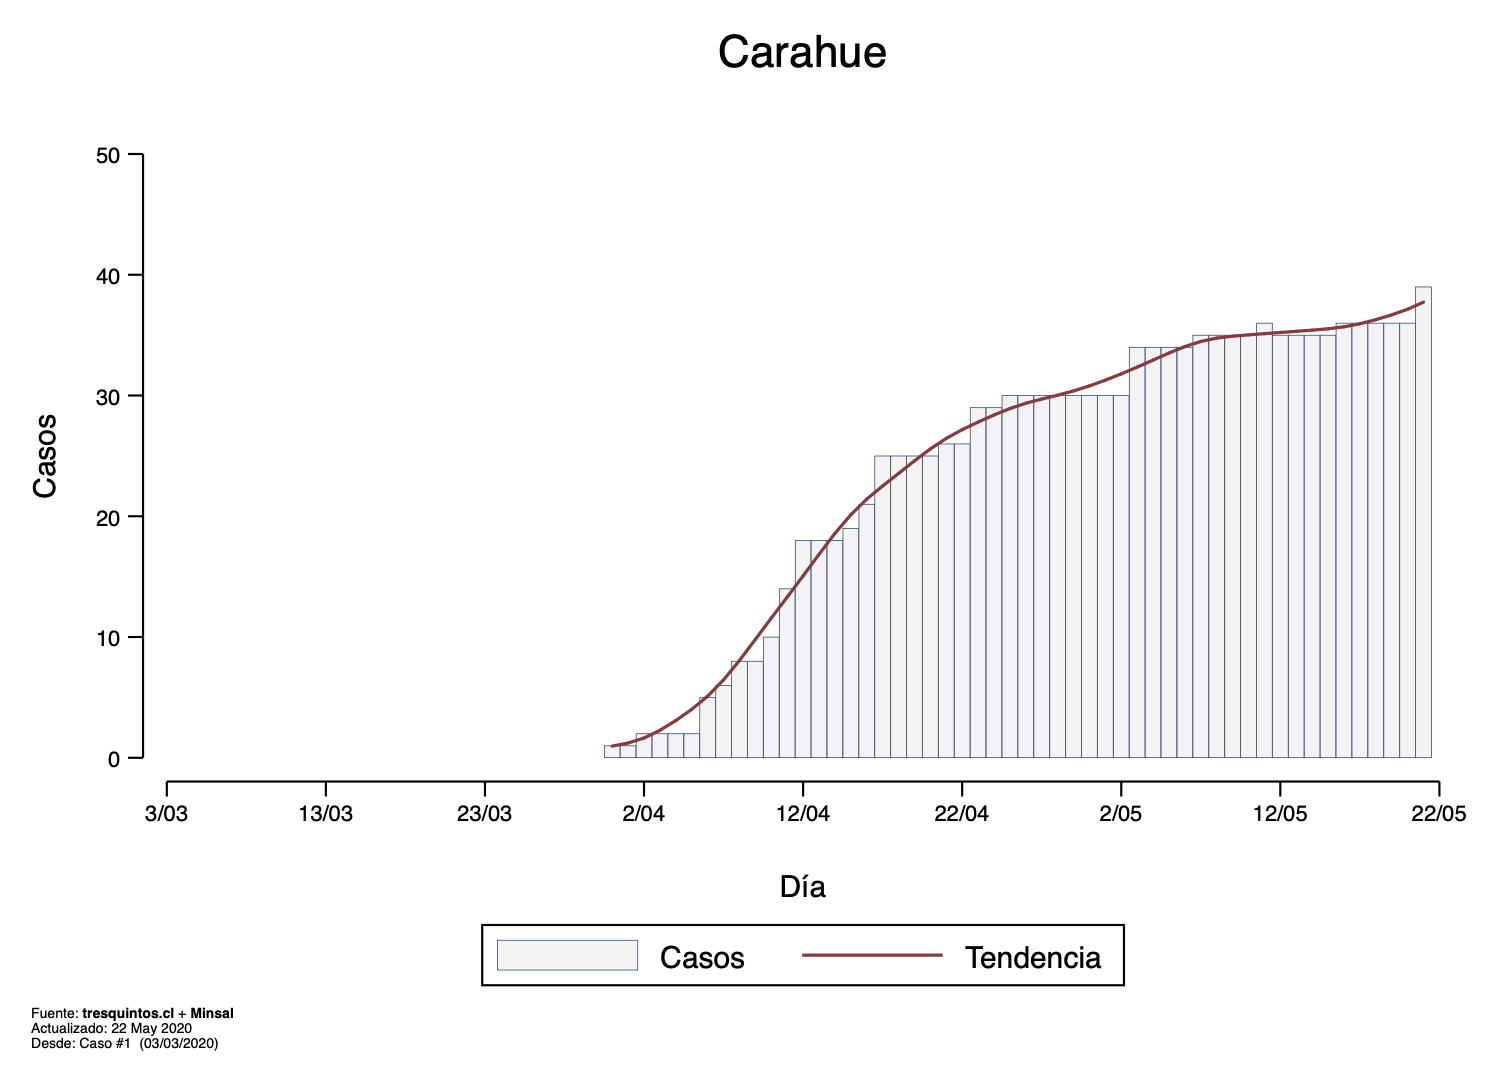 Carahue
50
40
30
20
10
0
Casos
3/03 13/03 23/03 2/04 12/04 22/04 2/05 12/05 22/05
Día
Casos Tendencia
Fuente: tresquintos.cl + Minsal
Actualizado: 22 May 2020
Desde: Caso #1 (03/03/2020)